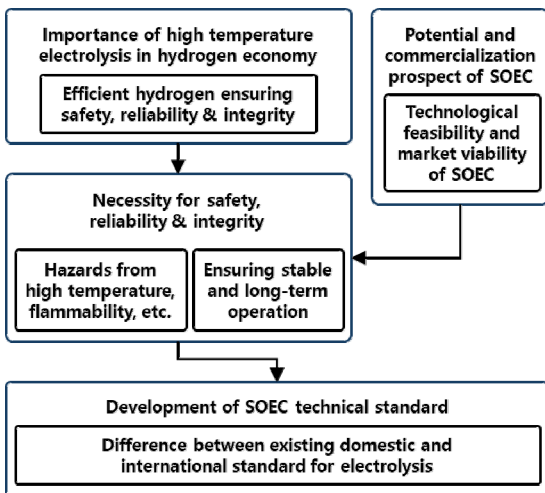 Importance of high temperature
electrolysis in hydrogen economy
Efficient hydrogen ensuring
safety, reliability & integrity
Potential and
commercialization
prospect of SOEC
Technological
feasibility and
market viability
of SOEC
Necessity for safety,
reliability & integrity
Hazards from
high temperature,
flammability, etc.
Ensuring stable
and long-term
operation
Development of SOEC technical standard
Difference between existing domestic and
international standard for electrolysis